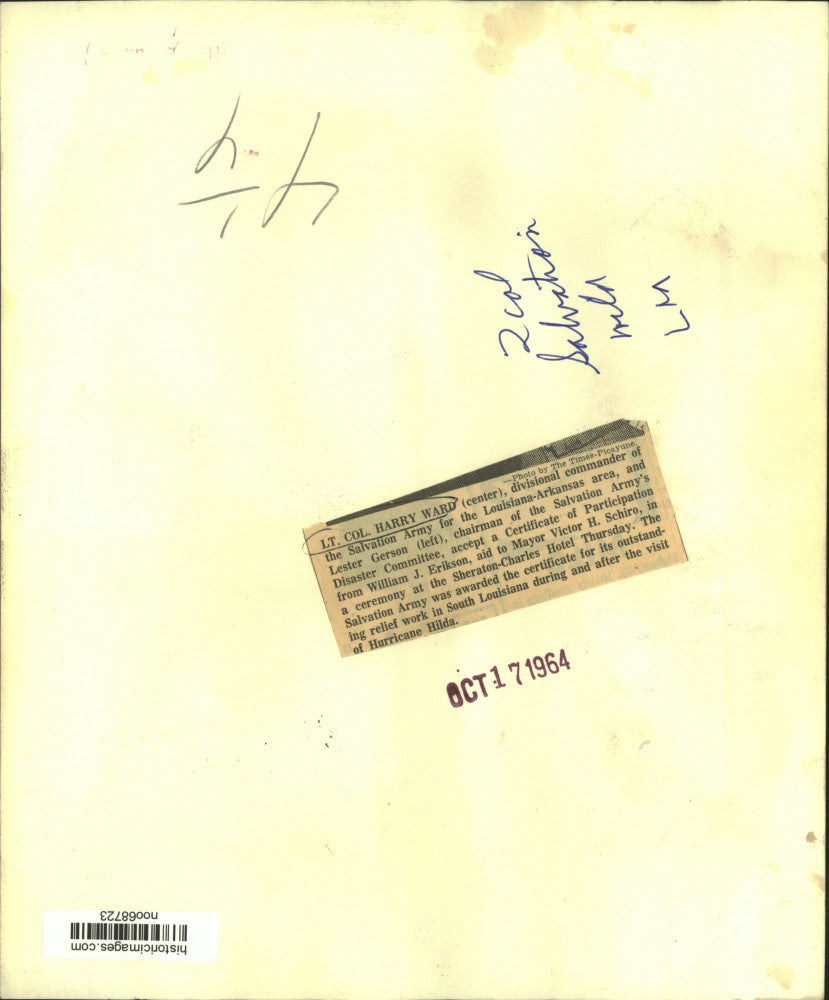 2 col
Salvation
mld
LM
—Photo by The Times-Picayune.
LT. COL. HARRY WARD (center), divisional commander of
the Salvation Army for the Louisiana-Arkansas area, and
Lester Gerson (left), chairman of the Salvation Army's
Disaster Committee, accept a Certificate of Participation
from William J. Erikson, aid to Mayor Victor H. Schiro, in
a ceremony at the Sheraton-Charles Hotel Thursday. The
Salvation Army was awarded the certificate for its outstand-
ing relief work in South Louisiana during and after the visit
of Hurricane Hilda.
OCT 17 1964
historicimages.com
noo68723